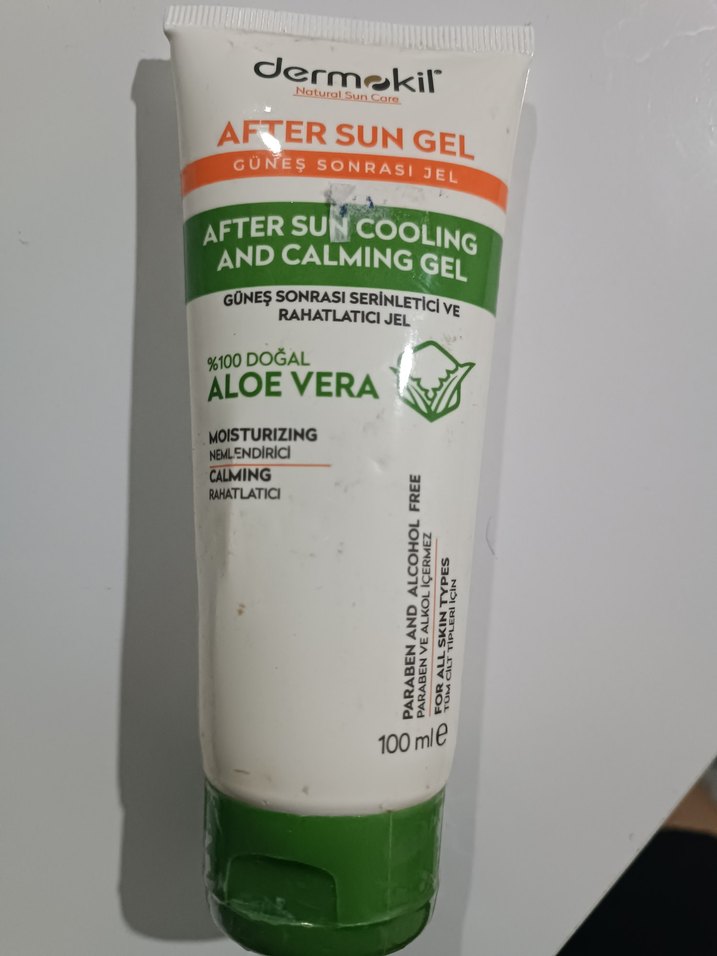 dermokil®
Natural Sun Care
AFTER SUN GEL
GÜNEŞ SONRASI JEL
AFTER SUN COOLING
AND CALMING GEL
GÜNEŞ SONRASI SERİNLETİCİ VE
RAHATLATICI JEL
%100 DOĞAL
ALOE VERA
MOISTURIZING
NEMLENDİRİCİ
CALMING
RAHATLATICI
PARABEN AND ALCOHOL FREE
PARABEN VE ALKOL İÇERMEZ
FOR ALL SKIN TYPES
TÜM CİLT TİPLERİ İÇİN
100 ml e